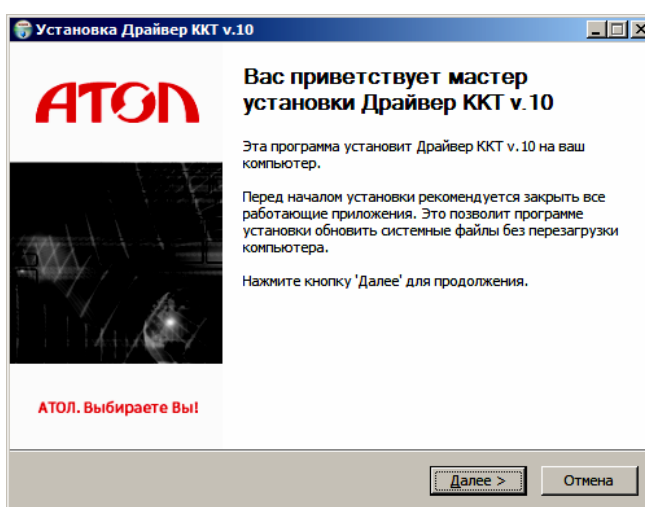 Установка Драйвер ККТ v.10
АТОЛ
Вас приветствует мастер
установки Драйвер ККТ v.10
Эта программа установит Драйвер ККТ v.10 на ваш
компьютер.
Перед началом установки рекомендуется закрыть все
работающие приложения. Это позволит программе
установки обновить системные файлы без перезагрузки
компьютера.
Нажмите кнопку 'Далее' для продолжения.
АТОЛ. Выбираете Вы!
Далее >
Отмена